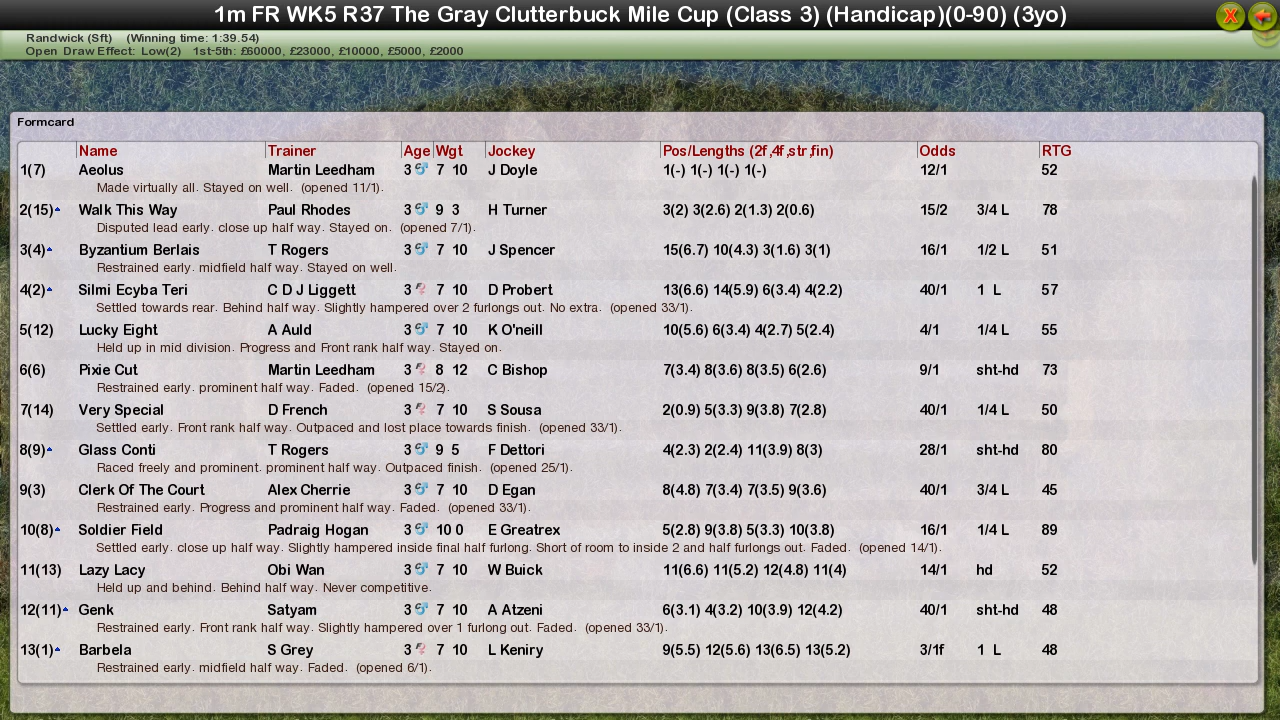 1m FR WK5 R37 The Gray Clutterbuck Mile Cup (Class 3) (Handicap)(0-90) (3yo)
Randwick (Sft) (Winning time: 1:39.54)
Open Draw Effect: Low(2) 1st-5th: £60000, £23000, £10000, £5000, £2000
Formcard
Name Trainer Age Wgt Jockey Pos/Lengths (2f,4f,str,fin) Odds RTG
1(7) Aeolus Martin Leedham 3 7 10 J Doyle 1(-) 1(-) 1(-) 1(-) 12/1 52
Made virtually all. Stayed on well. (opened 11/1).
2(15) Walk This Way Paul Rhodes 3 9 3 H Turner 3(2) 3(2.6) 2(1.3) 2(0.6) 15/2 3/4 L 78
Disputed lead early. close up half way. Stayed on. (opened 7/1).
3(4) Byzantium Berlais T Rogers 3 7 10 J Spencer 15(6.7) 10(4.3) 3(1.6) 3(1) 16/1 1/2 L 51
Restrained early. midfield half way. Stayed on well.
4(2) Silmi Ecyba Teri C D J Liggett 3 7 10 D Probert 13(6.6) 14(5.9) 6(3.4) 4(2.2) 40/1 1 L 57
Settled towards rear. Behind half way. Slightly hampered over 2 furlongs out. No extra. (opened 33/1).
5(12) Lucky Eight A Auld 3 7 10 K O'neill 10(5.6) 6(3.4) 4(2.7) 5(2.4) 4/1 1/4 L 55
Held up in mid division. Progress and Front rank half way. Stayed on.
6(6) Pixie Cut Martin Leedham 3 8 12 C Bishop 7(3.4) 8(3.6) 8(3.5) 6(2.6) 9/1 sht-hd 73
Restrained early. prominent half way. Faded. (opened 15/2).
7(14) Very Special D French 3 7 10 S Sousa 2(0.9) 5(3.3) 9(3.8) 7(2.8) 40/1 1/4 L 50
Settled early. Front rank half way. Outpaced and lost place towards finish. (opened 33/1).
8(9) Glass Conti T Rogers 3 9 5 F Dettori 4(2.3) 2(2.4) 11(3.9) 8(3) 28/1 sht-hd 80
Raced freely and prominent. prominent half way. Outpaced finish. (opened 25/1).
9(3) Clerk Of The Court Alex Cherrie 3 7 10 D Egan 8(4.8) 7(3.4) 7(3.5) 9(3.6) 40/1 3/4 L 45
Restrained early. Progress and prominent half way. Faded. (opened 33/1).
10(8) Soldier Field Padraig Hogan 3 10 0 E Greatrex 5(2.8) 9(3.8) 5(3.3) 10(3.8) 16/1 1/4 L 89
Settled early. close up half way. Slightly hampered inside final half furlong. Short of room to inside 2 and half furlongs out. Faded. (opened 14/1).
11(13) Lazy Lacy Obi Wan 3 7 10 W Buick 11(6.6) 11(5.2) 12(4.8) 11(4) 14/1 hd 52
Held up and behind. Behind half way. Never competitive.
12(11) Genk Satyam 3 7 10 A Atzeni 6(3.1) 4(3.2) 10(3.9) 12(4.2) 40/1 sht-hd 48
Restrained early. Front rank half way. Slightly hampered over 1 furlong out. Faded. (opened 33/1).
13(1) Barbela S Grey 3 7 10 L Keniry 9(5.5) 12(5.6) 13(6.5) 13(5.2) 3/1f 1 L 48
Restrained early. midfield half way. Faded. (opened 6/1).